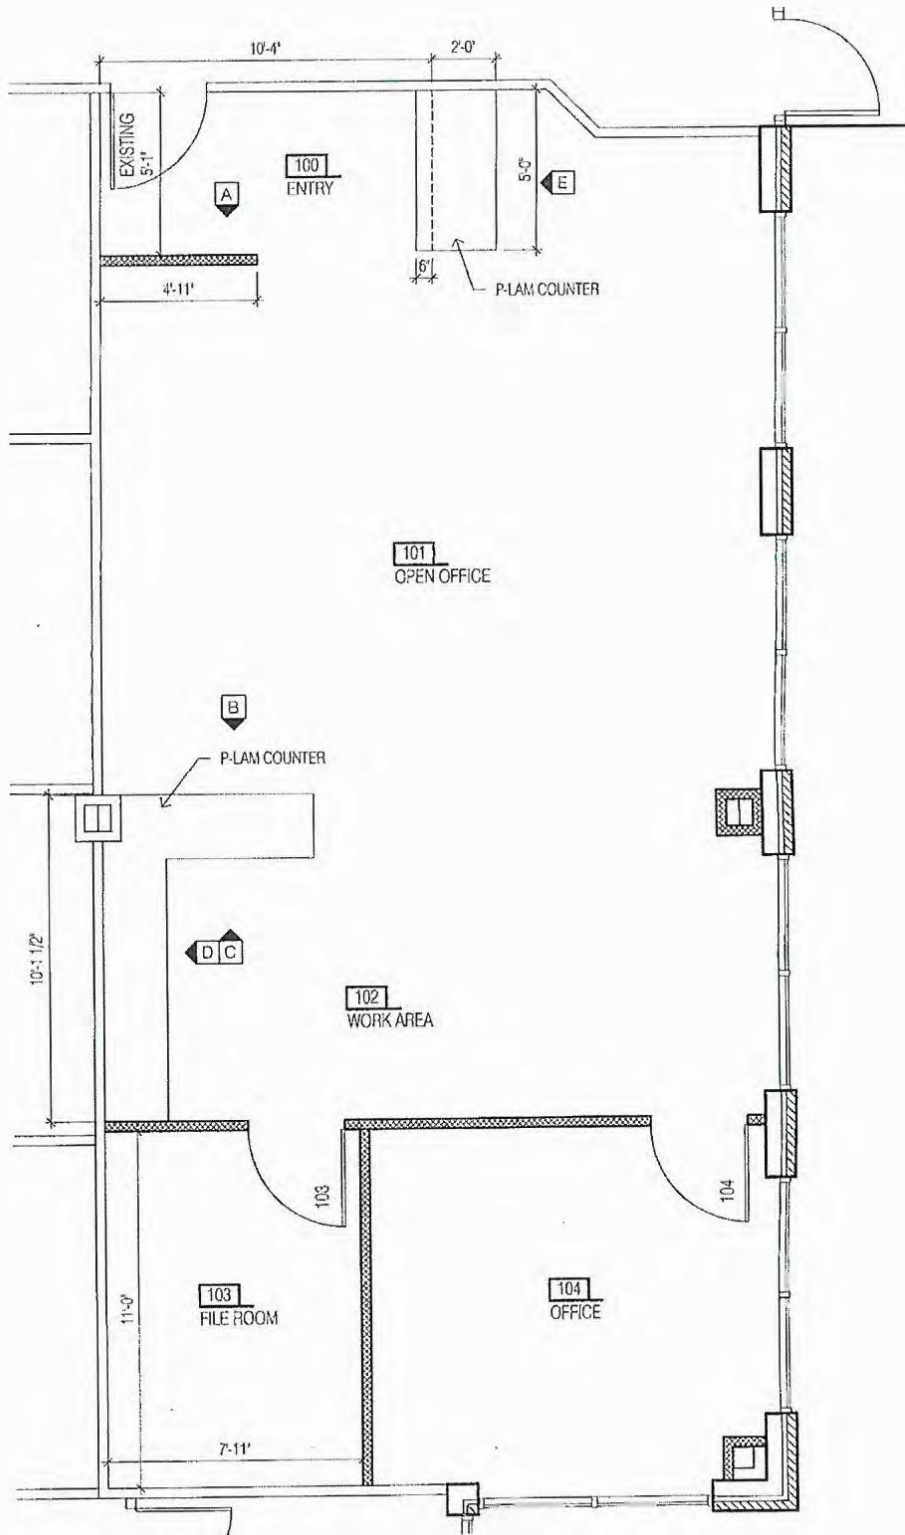 10'-4"
2'-0"
EXISTING
5'-1"
100
ENTRY
A
5'-0"
E
6"
P-LAM COUNTER
4'-11"
101
OPEN OFFICE
B
P-LAM COUNTER
10'-1 1/2"
D
C
102
WORK AREA
103
104
103
FILE ROOM
104
OFFICE
11'-0"
7'-11"